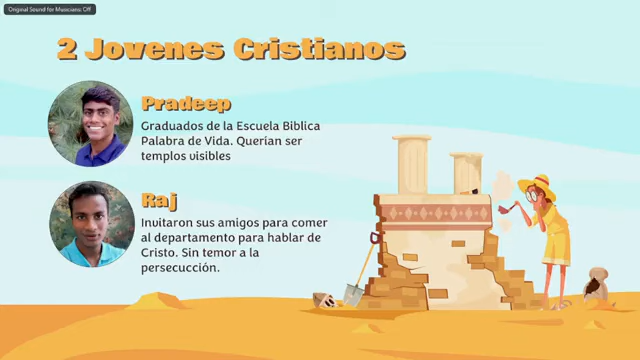 Original Sound for Musicians: Off
2 Jovenes Cristianos
Pradeep
Graduados de la Escuela Biblica
Palabra de Vida. Querían ser
templos visibles
Raj
Invitaron sus amigos para comer
al departamento para hablar de
Cristo. Sin temor a la
persecucción.